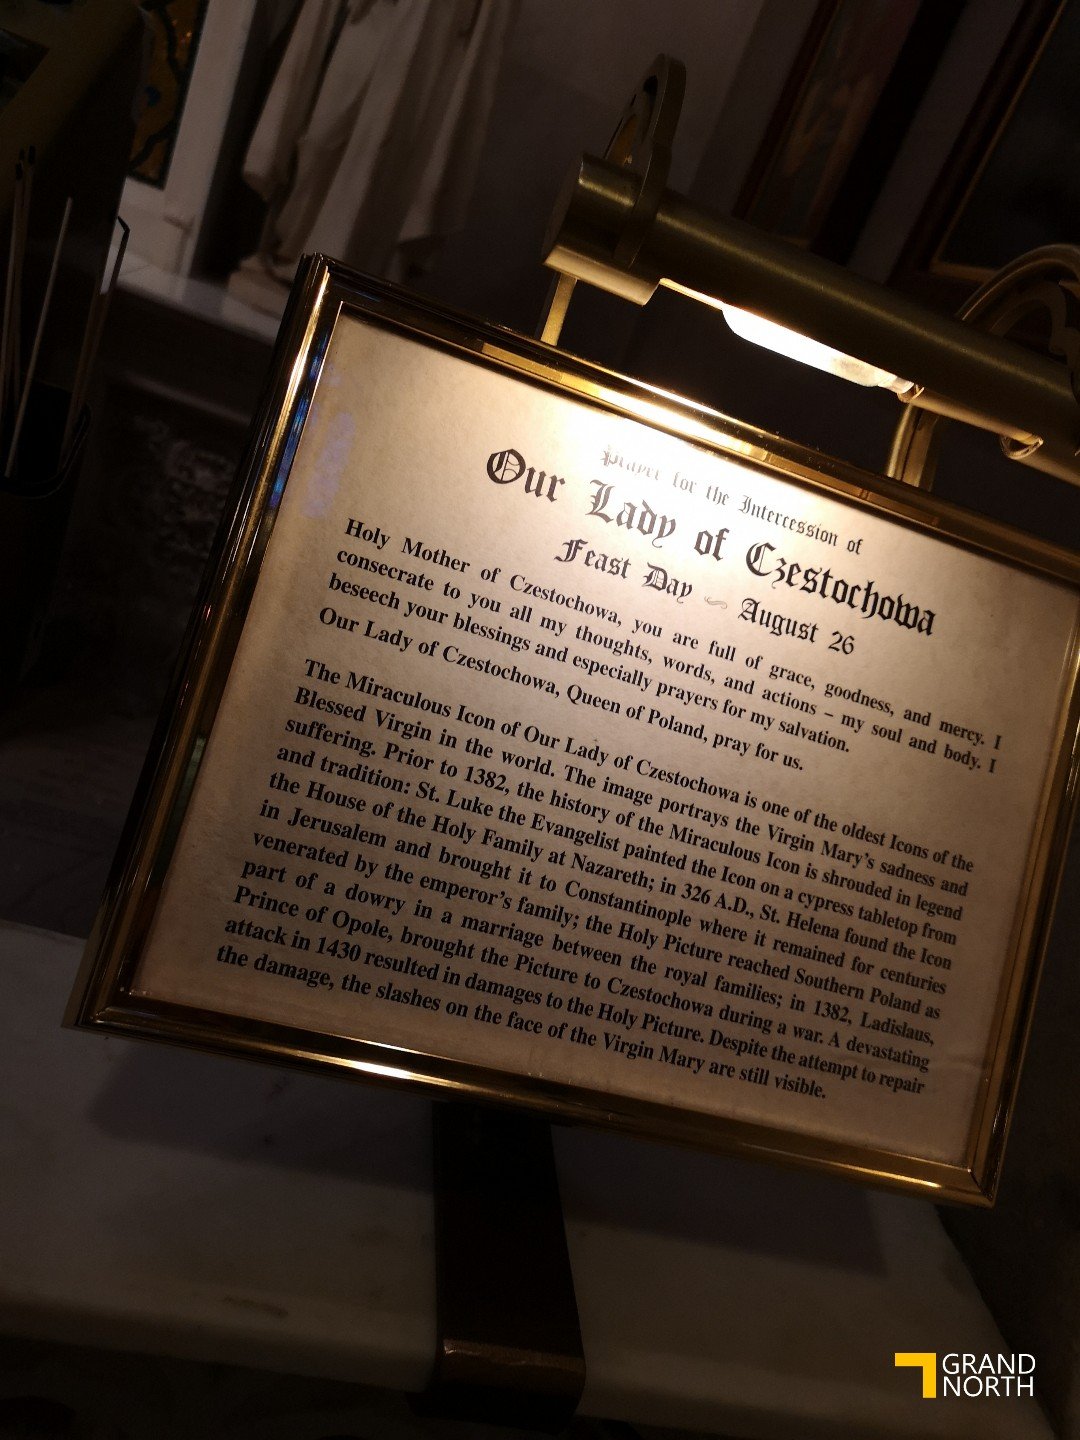 Prayer for the Intercession of
Our Lady of Czestochowa
Feast Day ~ August 26
Holy Mother of Czestochowa, you are full of grace, goodness, and mercy. I
consecrate to you all my thoughts, words, and actions – my soul and body. I
beseech your blessings and especially prayers for my salvation.
Our Lady of Czestochowa, Queen of Poland, pray for us.
The Miraculous Icon of Our Lady of Czestochowa is one of the oldest Icons of the
Blessed Virgin in the world. The image portrays the Virgin Mary's sadness and
suffering. Prior to 1382, the history of the Miraculous Icon is shrouded in legend
and tradition: St. Luke the Evangelist painted the Icon on a cypress tabletop from
the House of the Holy Family at Nazareth; in 326 A.D., St. Helena found the Icon
in Jerusalem and brought it to Constantinople where it remained for centuries
venerated by the emperor's family; the Holy Picture reached Southern Poland as
part of a dowry in a marriage between the royal families; in 1382, Ladislaus,
Prince of Opole, brought the Picture to Czestochowa during a war. A devastating
attack in 1430 resulted in damages to the Holy Picture. Despite the attempt to repair
the damage, the slashes on the face of the Virgin Mary are still visible.
GRAND
NORTH